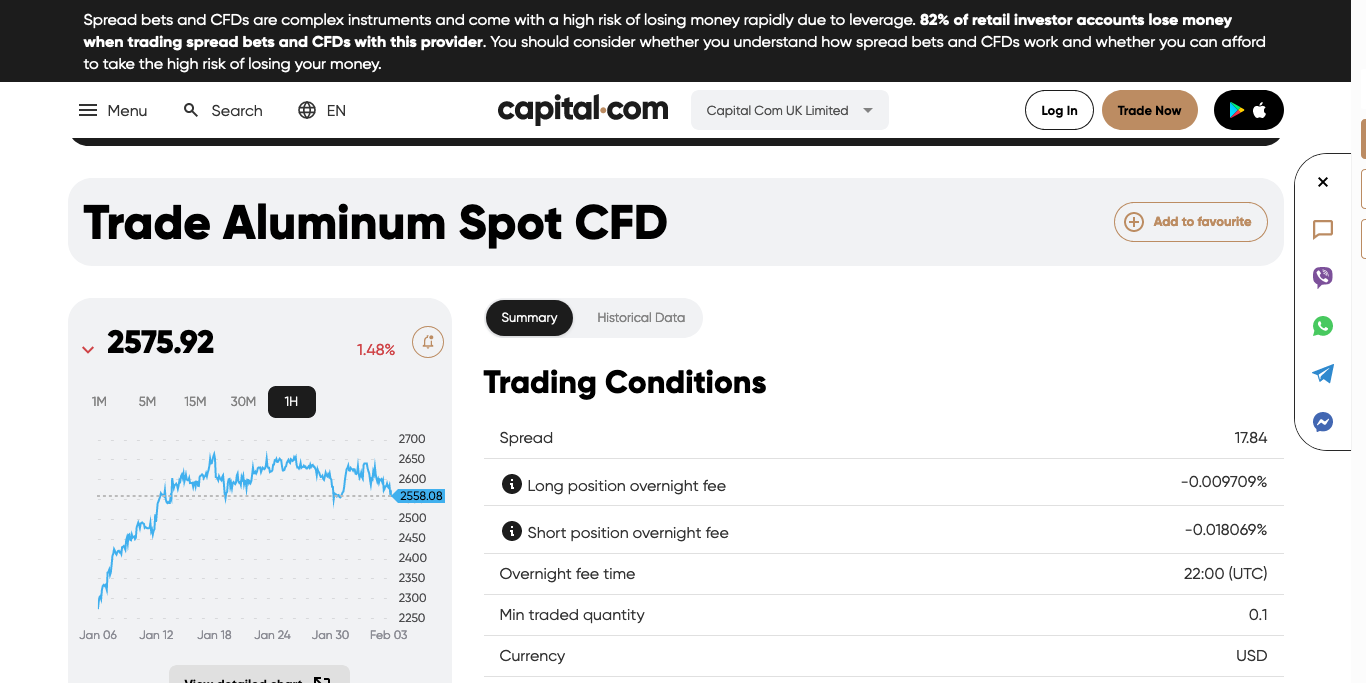 Spread bets and CFDs are complex instruments and come with a high risk of losing money rapidly due to leverage. 82% of retail investor accounts lose money
when trading spread bets and CFDs with this provider. You should consider whether you understand how spread bets and CFDs work and whether you can afford
to take the high risk of losing your money.
Menu
Search
EN
capital.com
Capital Com UK Limited
Log In
Trade Now
Trade Aluminum Spot CFD
Add to favourite
2575.92
1.48%
1M
5M
15M
30M
1H
2700
2650
2600
2558.08
2500
2450
2400
2350
2300
2250
Jan 06
Jan 12
Jan 18
Jan 24
Jan 30
Feb 03
View detailed chart
Summary
Historical Data
Trading Conditions
Spread
17.84
Long position overnight fee
-0.009709%
Short position overnight fee
-0.018069%
Overnight fee time
22:00 (UTC)
Min traded quantity
0.1
Currency
USD